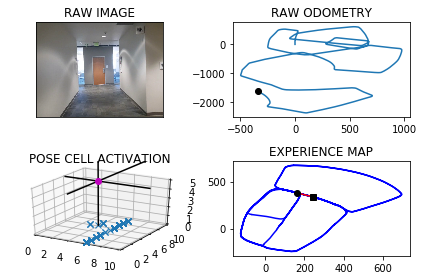 RAW IMAGE
RAW ODOMETRY
0
−1000
−2000
−500 0 500 1000
POSE CELL ACTIVATION
0 2 4 6 8 10
0 2 4 6 8 10
0 1 2 3 4 5
EXPERIENCE MAP
500
0
0 200 400 600